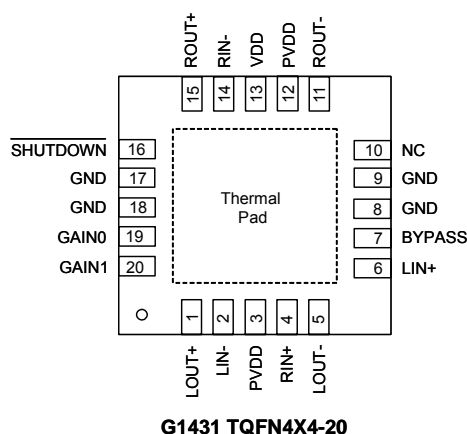 ROUT+
RIN-
VDD
PVDD
ROUT-
15
14
13
12
11
SHUTDOWN 16
GND 17
GND 18
GAIN0 19
GAIN1 20
Thermal
Pad
10 NC
9 GND
8 GND
7 BYPASS
6 LIN+
1
2
3
4
5
LOUT+
LIN-
PVDD
RIN+
LOUT-
G1431 TQFN4X4-20